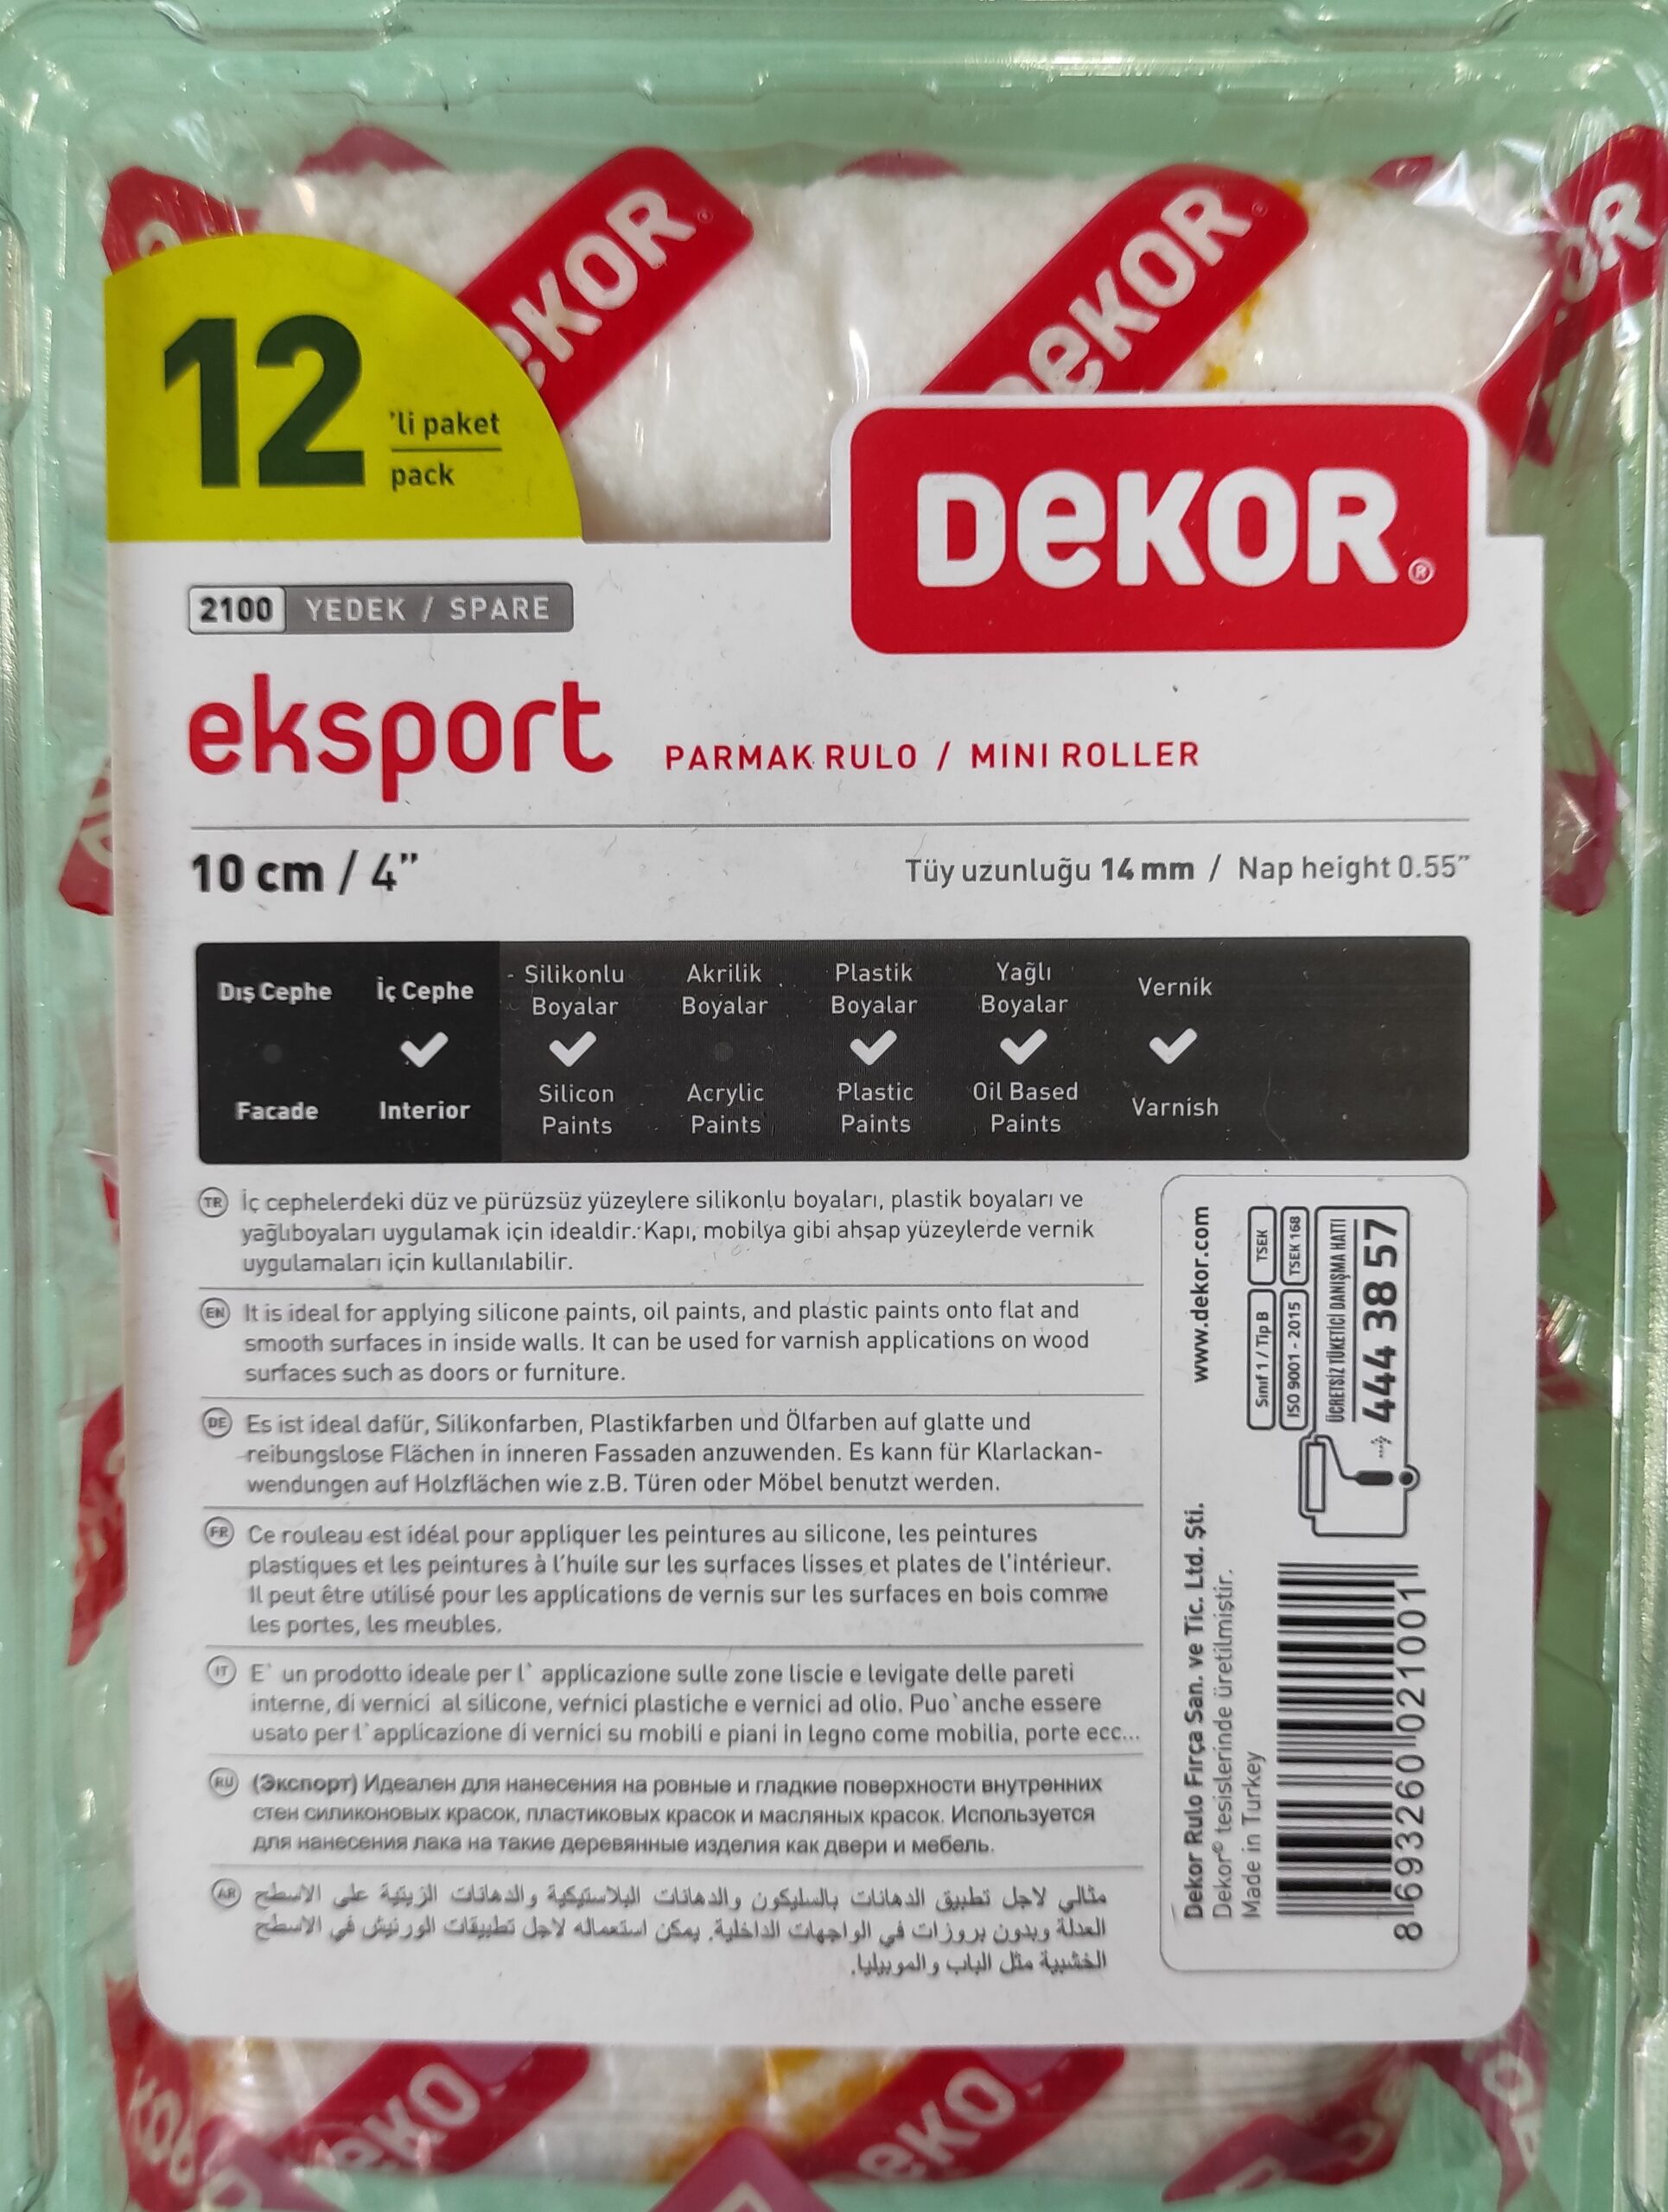 DEKOR
DEKOR
12
'li paket
pack
DEKOR®
2100 YEDEK / SPARE
eksport PARMAK RULO / MINI ROLLER
10 cm / 4” Tüy uzunluğu 14 mm / Nap height 0.55”
Dış Cephe İç Cephe Silikonlu Boyalar Akrilik Boyalar Plastik Boyalar Yağlı Boyalar Vernik
Facade Interior Silicon Paints Acrylic Paints Plastic Paints Oil Based Paints Varnish
TR İç cephelerdeki düz ve pürüzsüz yüzeylere silikonlu boyaları, plastik boyaları ve
yağlıboyaları uygulamak için idealdir. Kapı, mobilya gibi ahşap yüzeylerde vernik
uygulamaları için kullanılabilir.
EN It is ideal for applying silicone paints, oil paints, and plastic paints onto flat and
smooth surfaces in inside walls. It can be used for varnish applications on wood
surfaces such as doors or furniture.
DE Es ist ideal dafür, Silikonfarben, Plastikfarben und Ölfarben auf glatte und
reibungslose Flächen in inneren Fassaden anzuwenden. Es kann für Klarlackan-
wendungen auf Holzflächen wie z.B. Türen oder Möbel benutzt werden.
FR Ce rouleau est idéal pour appliquer les peintures au silicone, les peintures
plastiques et les peintures à l'huile sur les surfaces lisses et plates de l'intérieur.
Il peut être utilisé pour les applications de vernis sur les surfaces en bois comme
les portes, les meubles.
IT E` un prodotto ideale per l` applicazione sulle zone liscie e levigate delle pareti
interne, di vernici al silicone, vernici plastiche e vernici ad olio. Puo`anche essere
usato per l`applicazione di vernici su mobili e piani in legno come mobilia, porte ecc...
RU (Экспорт) Идеален для нанесения на ровные и гладкие поверхности внутренних
стен силиконовых красок, пластиковых красок и масляных красок. Используется
для нанесения лака на такие деревянные изделия как двери и мебель.
AR مثالي لاجل تطبيق الدهانات بالسليكون والدهانات البلاستيكية والدهانات الزيتية على الاسطح
العدلة وبدون بروزات في الواجهات الداخلية. يمكن استعماله لاجل تطبيقات الورنيش في الاسطح
الخشبية مثل الباب والموبيليا.
Dekor Rulo Fırça San. ve Tic. Ltd. Şti. www.dekor.com
Dekor® tesislerinde üretilmiştir.
Made in Turkey
Sınıf 1 / Tip B TSEK
ISO 9001 - 2015 TSEK 168
ÜCRETSİZ TÜKETİCİ DANIŞMA HATTI
444 38 57
8 693260 021001